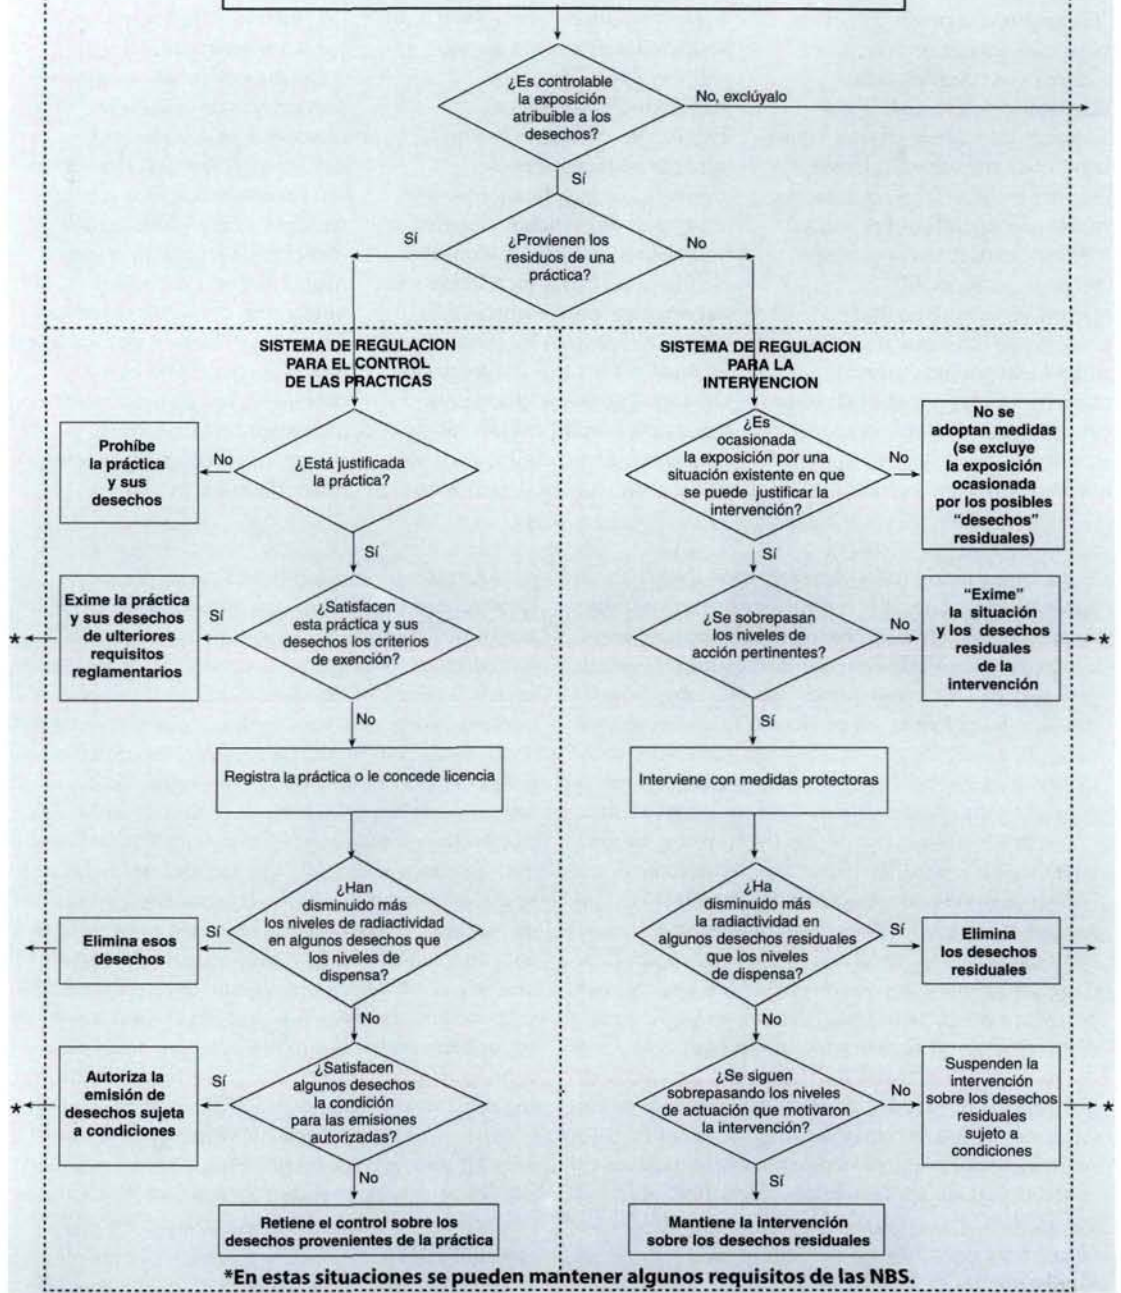 ¿Es controlable
la exposición
atribuible a los
desechos?
No, exclúyalo
Sí
¿Provienen los
residuos de una
práctica?
Sí
No
SISTEMA DE REGULACION
PARA EL CONTROL
DE LAS PRACTICAS
SISTEMA DE REGULACION
PARA LA
INTERVENCION
Prohíbe
la práctica
y sus
desechos
No
¿Está justificada
la práctica?
Sí
¿Es
ocasionada
la exposición por una
situación existente en que
se puede justificar la
intervención?
No
No se
adoptan medidas
(se excluye
la exposición
ocasionada
por los posibles
“desechos”
residuales)
Sí
Exime la práctica
y sus desechos
de ulteriores
requisitos
reglamentarios
*
Sí
¿Satisfacen
esta práctica y sus
desechos los criterios
de exención?
No
¿Se sobrepasan
los niveles de
acción pertinentes?
No
“Exime”
la situación
y los desechos
residuales
de la
intervención
*
Sí
Registra la práctica o le concede licencia
Interviene con medidas protectoras
Elimina esos
desechos
Sí
¿Han
disminuido más
los niveles de radiactividad
en algunos desechos que
los niveles de
dispensa?
No
¿Ha
disminuido más
la radiactividad en
algunos desechos residuales
que los niveles
de dispensa?
Sí
Elimina
los desechos
residuales
No
Autoriza la
emisión de
desechos sujeta
a condiciones
*
Sí
¿Satisfacen
algunos desechos
la condición
para las emisiones
autorizadas?
No
¿Se siguen
sobrepasando los niveles
de actuación que motivaron
la intervención?
No
Suspenden la
intervención
sobre los desechos
residuales
sujeto a
condiciones
*
Sí
Retiene el control sobre los
desechos provenientes de la práctica
Mantiene la intervención
sobre los desechos residuales
*En estas situaciones se pueden mantener algunos requisitos de las NBS.